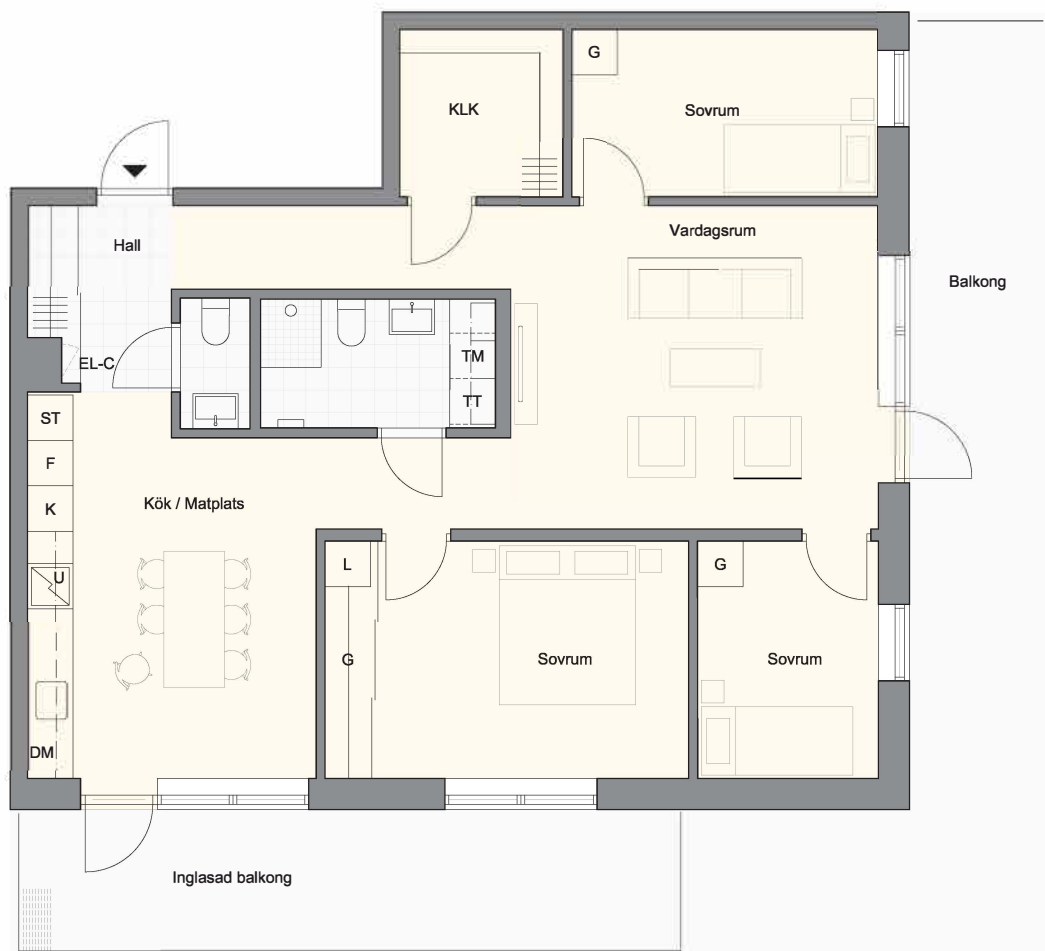 G
KLK
Sovrum
Vardagsrum
Hall
Balkong
TM
EL-C
TT
ST
F
K
Kök / Matplats
U
L
G
G
Sovrum
Sovrum
DM
Inglasad balkong